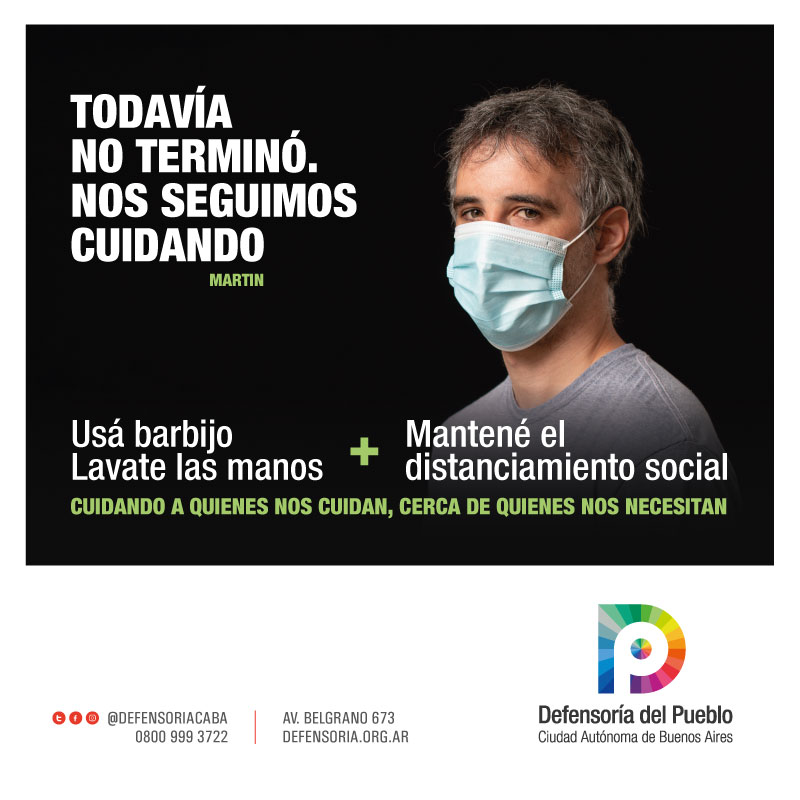 TODAVÍA
NO TERMINÓ.
NOS SEGUIMOS
CUIDANDO
MARTIN
Usá barbijo
Lavate las manos
+
Mantené el
distanciamiento social
CUIDANDO A QUIENES NOS CUIDAN, CERCA DE QUIENES NOS NECESITAN
@DEFENSORIACABA
0800 999 3722
AV. BELGRANO 673
DEFENSORIA.ORG.AR
Defensoría del Pueblo
Ciudad Autónoma de Buenos Aires